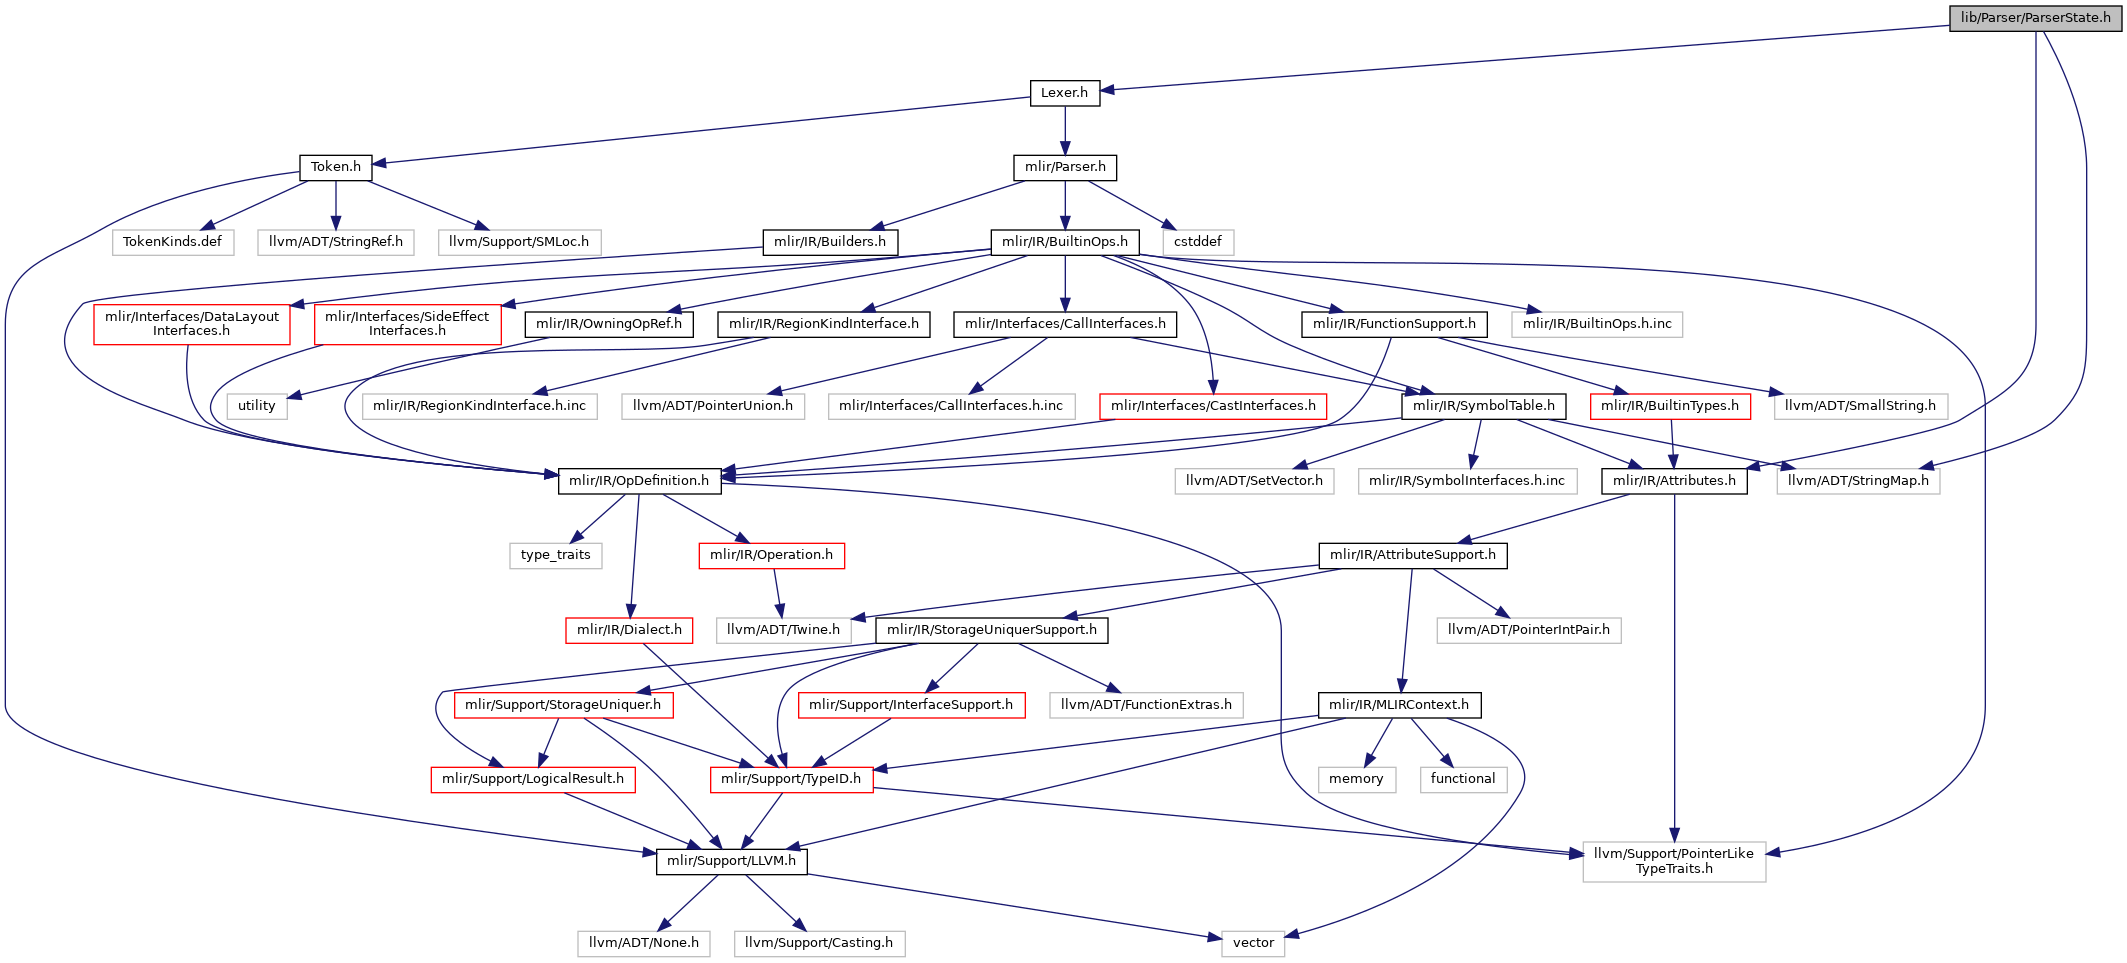 lib/Parser/ParserState.h
Lexer.h
Token.h
mlir/Parser.h
TokenKinds.def
llvm/ADT/StringRef.h
llvm/Support/SMLoc.h
mlir/IR/Builders.h
mlir/IR/BuiltinOps.h
cstddef
mlir/Interfaces/DataLayout
Interfaces.h
mlir/Interfaces/SideEffect
Interfaces.h
mlir/IR/OwningOpRef.h
mlir/IR/RegionKindInterface.h
mlir/Interfaces/CallInterfaces.h
mlir/IR/FunctionSupport.h
mlir/IR/BuiltinOps.h.inc
utility
mlir/IR/RegionKindInterface.h.inc
llvm/ADT/PointerUnion.h
mlir/Interfaces/CallInterfaces.h.inc
mlir/Interfaces/CastInterfaces.h
mlir/IR/SymbolTable.h
mlir/IR/BuiltinTypes.h
llvm/ADT/SmallString.h
mlir/IR/OpDefinition.h
llvm/ADT/SetVector.h
mlir/IR/SymbolInterfaces.h.inc
mlir/IR/Attributes.h
llvm/ADT/StringMap.h
type_traits
mlir/IR/Operation.h
mlir/IR/AttributeSupport.h
mlir/IR/Dialect.h
llvm/ADT/Twine.h
mlir/IR/StorageUniquerSupport.h
llvm/ADT/PointerIntPair.h
mlir/Support/StorageUniquer.h
mlir/Support/InterfaceSupport.h
llvm/ADT/FunctionExtras.h
mlir/IR/MLIRContext.h
mlir/Support/LogicalResult.h
mlir/Support/TypeID.h
memory
functional
mlir/Support/LLVM.h
llvm/Support/PointerLike
TypeTraits.h
llvm/ADT/None.h
llvm/Support/Casting.h
vector